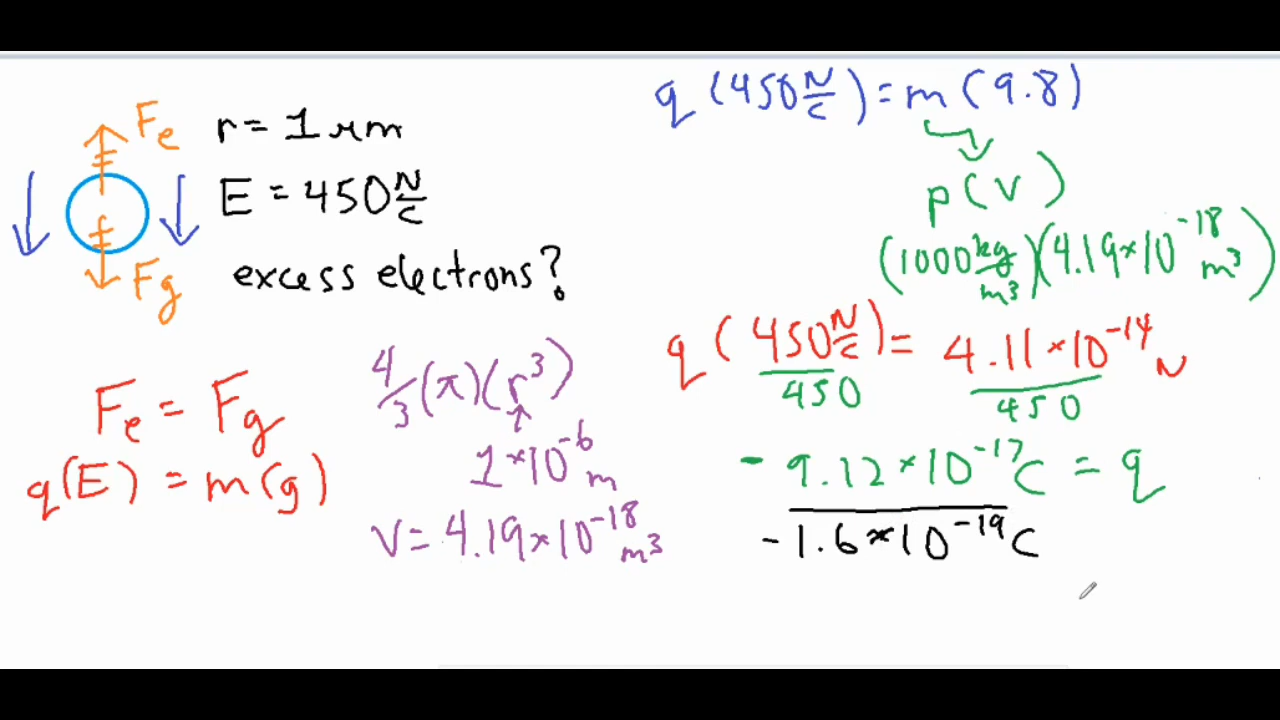 Fe
r = 1 μm
E = 450 N/C
Fg
excess electrons?
Fe = Fg
q(E) = m(g)
4/3 (π)(r³)
1×10⁻⁶ m
V = 4.19×10⁻¹⁸ m³
q (450 N/C) = m (9.8)
p (V)
(1000 kg/m³)(4.19×10⁻¹⁸ m³)
q (450 N/C) = 4.11×10⁻¹⁴ N
450 450
-9.12×10⁻¹⁷ C = q
-1.6×10⁻¹⁹ C